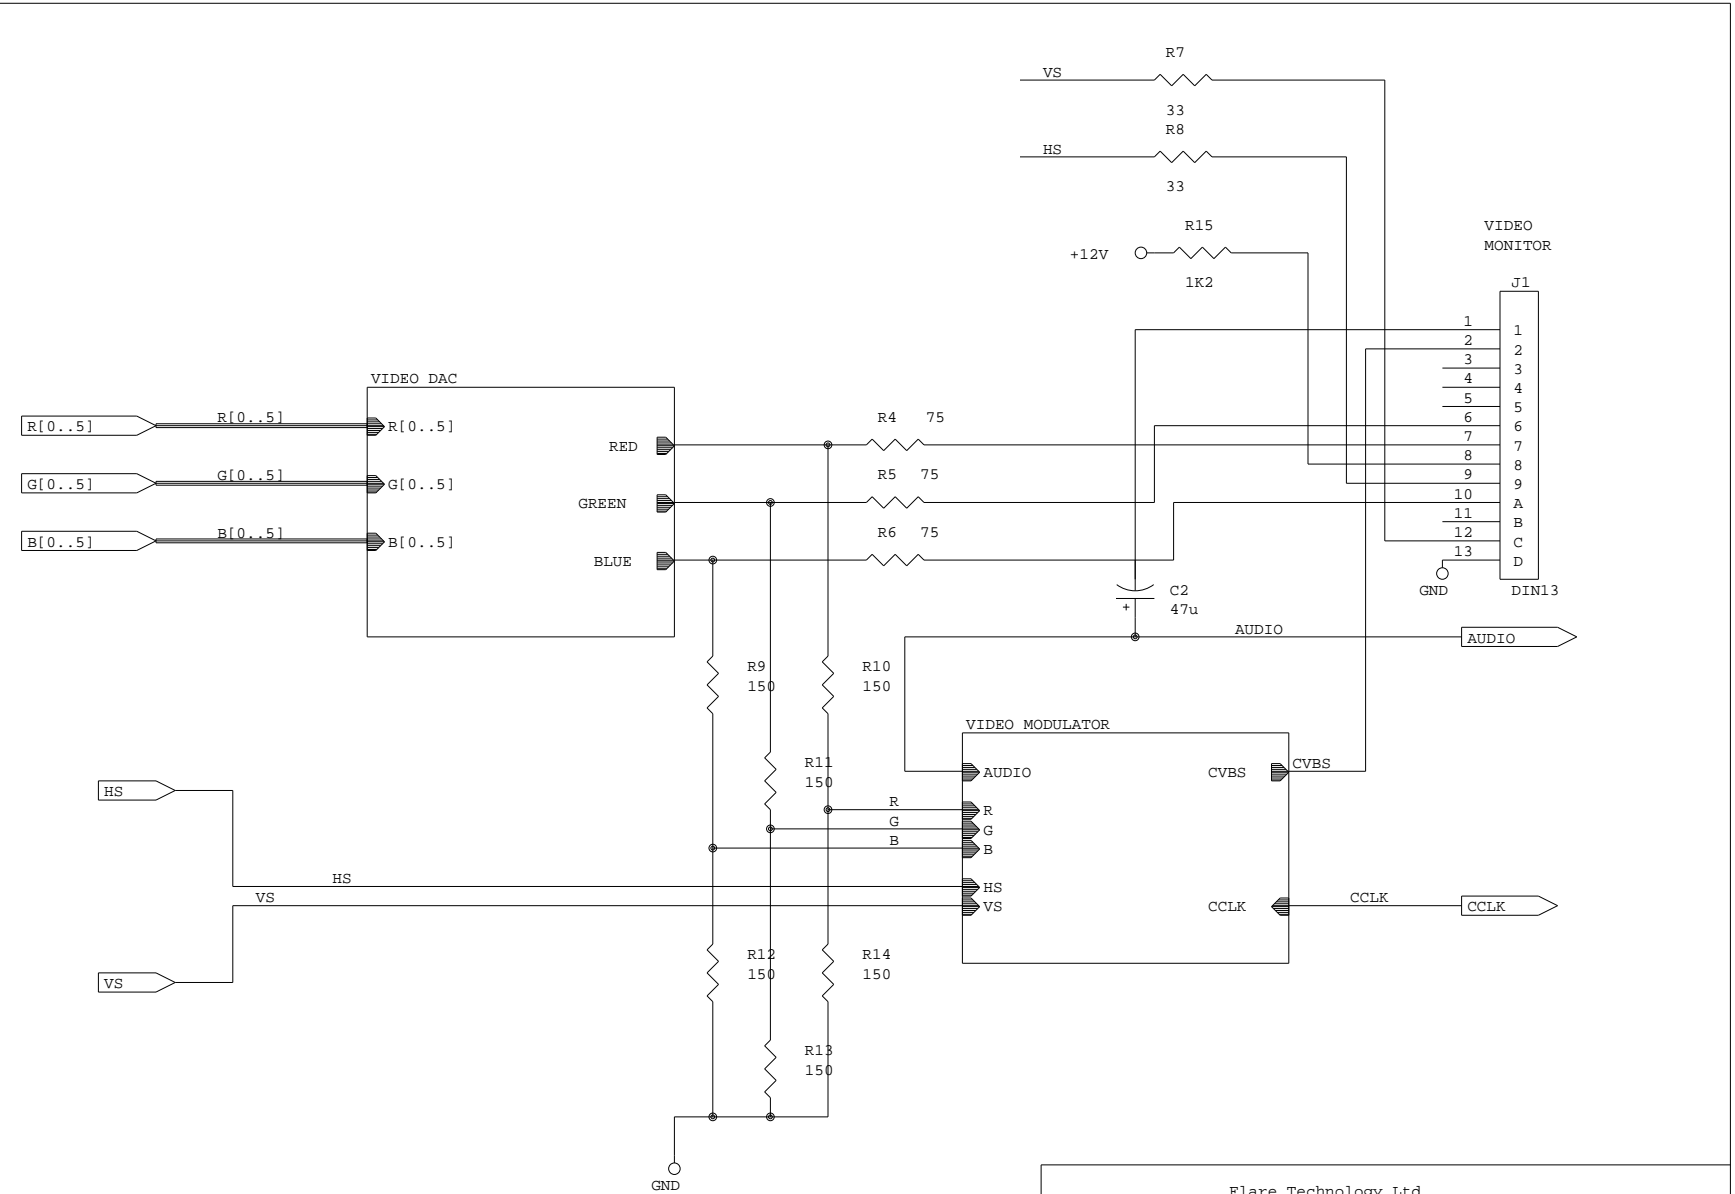 R7
VS
33
R8
HS
33
R15
+12V
1K2
VIDEO
MONITOR
J1
1 1
2 2
3 3
4 4
5 5
6 6
7 7
8 8
9 9
10 A
11 B
12 C
13 D
GND
DIN13
VIDEO DAC
R[0..5] R[0..5] R[0..5]
G[0..5] G[0..5] G[0..5]
B[0..5] B[0..5] B[0..5]
RED
GREEN
BLUE
R4 75
R5 75
R6 75
C2
+ 47u
AUDIO
AUDIO
R9
150
R10
150
R11
150
VIDEO MODULATOR
AUDIO
CVBS
CVBS
R R
G G
B B
HS
HS
HS
VS
VS
VS
CCLK
CCLK
CCLK
R12
150
R14
150
R13
150
GND
Flare Technology Ltd